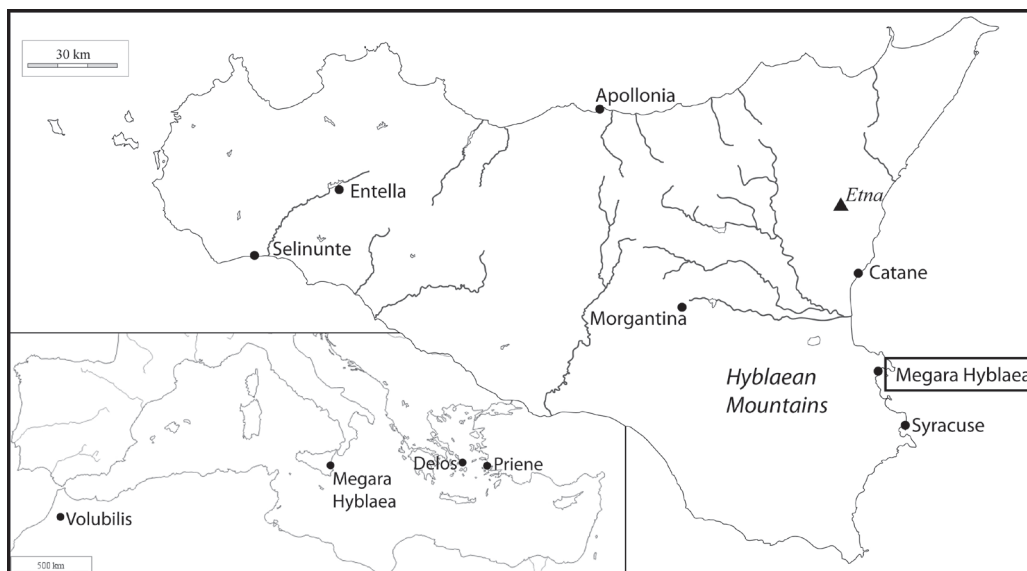 30 km
Apollonia
Entella
Etna
Selinunte
Catane
Morgantina
Hyblaean
Mountains
Megara Hyblaea
Syracuse
Delos
Priene
Megara
Hyblaea
Volubilis
500 km